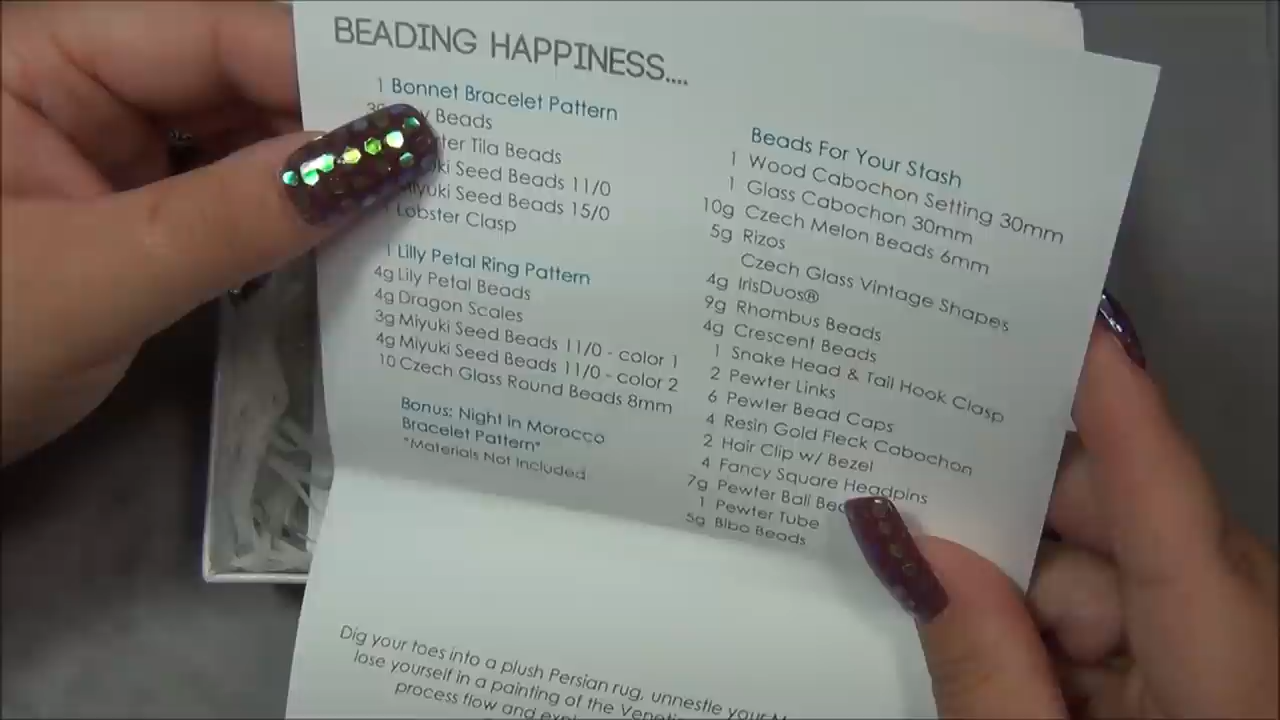 BEADING HAPPINESS....
1 Bonnet Bracelet Pattern
Beads
Tila Beads
Seed Beads 11/0
Miyuki Seed Beads 15/0
Lobster Clasp
1 Lilly Petal Ring Pattern
4g Lily Petal Beads
4g Dragon Scales
3g Miyuki Seed Beads 11/0 - color 1
4g Miyuki Seed Beads 11/0 - color 2
10 Czech Glass Round Beads 8mm
Bonus: Night in Morocco
Bracelet Pattern*
*Materials Not Included
Beads For Your Stash
1 Wood Cabochon Setting 30mm
1 Glass Cabochon 30mm
10g Czech Melon Beads 6mm
5g Rizos
Czech Glass Vintage Shapes
4g IrisDuos®
9g Rhombus Beads
4g Crescent Beads
1 Snake Head & Tail Hook Clasp
2 Pewter Links
6 Pewter Bead Caps
4 Resin Gold Fleck Cabochon
2 Hair Clip w/ Bezel
4 Fancy Square Headpins
7g Pewter Ball
1 Pewter Tube
5g Bibo Beads
Dig your toes into a plush Persian rug, unnestle your
lose yourself in a painting of the
process flow and